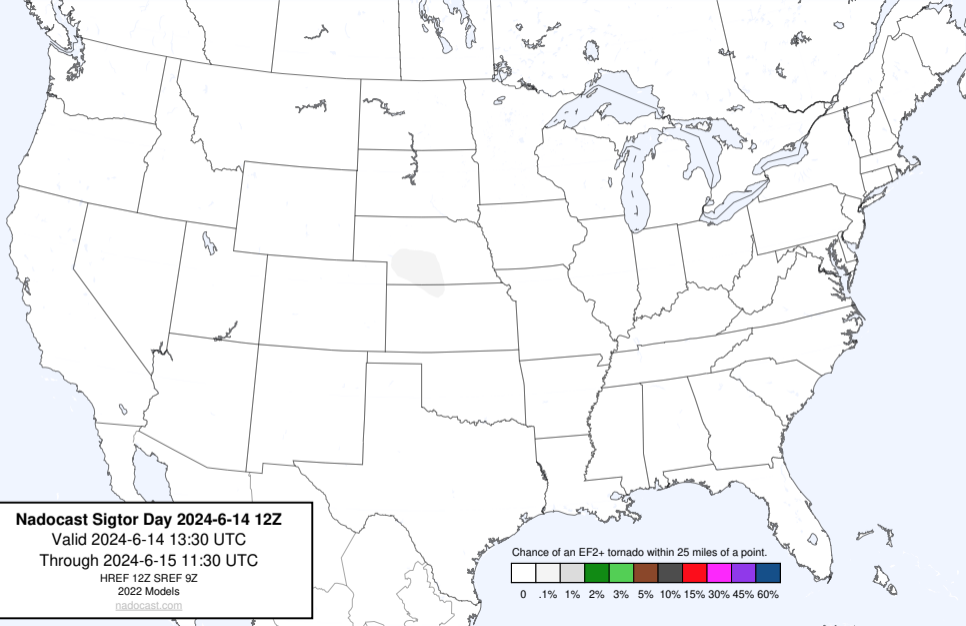 Nadocast Sigtor Day 2024-6-14 12Z
Valid 2024-6-14 13:30 UTC
Through 2024-6-15 11:30 UTC
HREF 12Z SREF 9Z
2022 Models
nadocast.com
Chance of an EF2+ tornado within 25 miles of a point.
0 .1% 1% 2% 3% 5% 10% 15% 30% 45% 60%